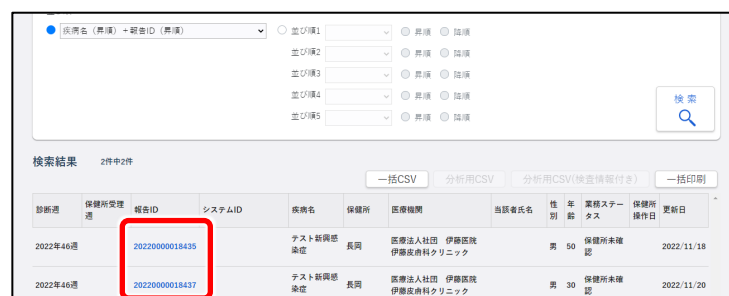 疾病名（昇順）＋報告ID（昇順） 並び順1 昇順 降順
並び順2 昇順 降順
並び順3 昇順 降順
並び順4 昇順 降順
並び順5 昇順 降順
検索
検索結果 2件中2件
一括CSV 分析用CSV 分析用CSV(検査情報付き) 一括印刷
診断週 保健所受理週 報告ID システムID 疾病名 保健所 医療機関 当該者氏名 性別 年齢 業務ステータス 保健所操作日 更新日
2022年46週 20220000018435 テスト新興感染症 長岡 医療法人社団 伊藤医院 伊藤皮膚科クリニック 男 50 保健所未確認 2022/11/18
2022年46週 20220000018437 テスト新興感染症 長岡 医療法人社団 伊藤医院 伊藤皮膚科クリニック 男 30 保健所未確認 2022/11/20